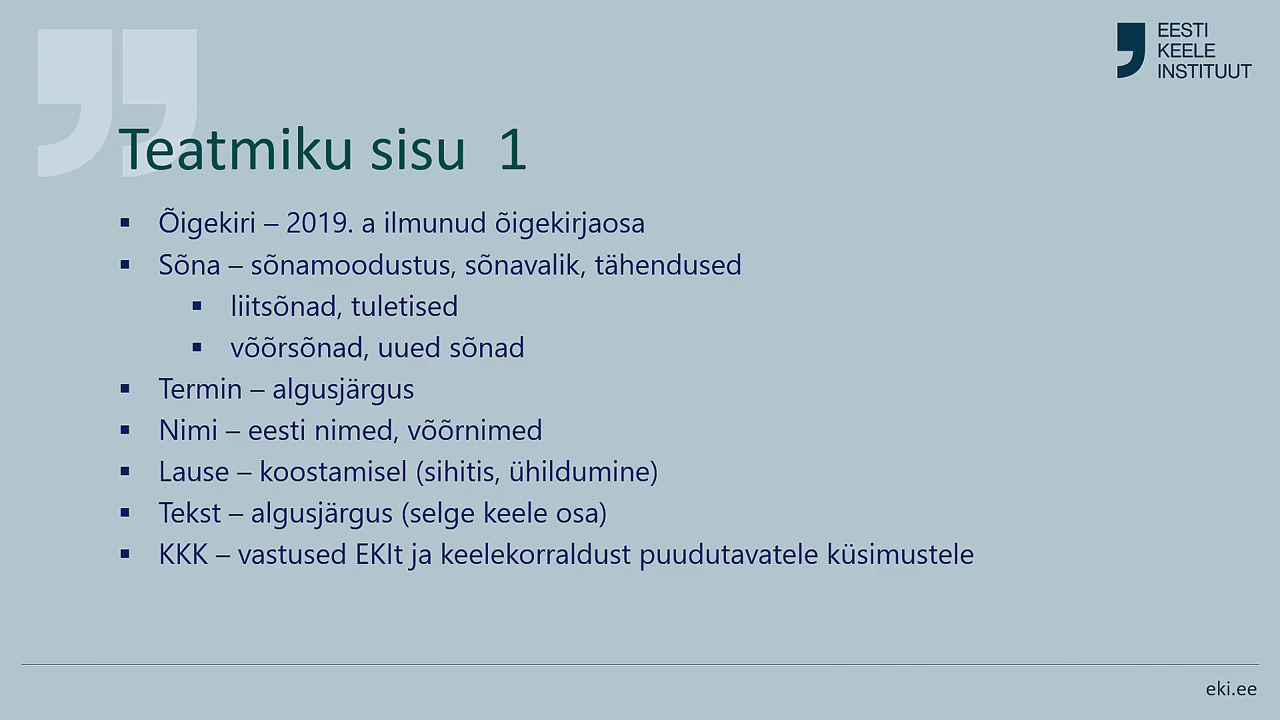 EESTI
KEELE
INSTITUUT
Teatmiku sisu 1
▪ Õigekiri – 2019. a ilmunud õigekirjaosa
▪ Sõna – sõnamoodustus, sõnavalik, tähendused
▪ liitsõnad, tuletised
▪ võõrsõnad, uued sõnad
▪ Termin – algusjärgus
▪ Nimi – eesti nimed, võõrnimed
▪ Lause – koostamisel (sihitis, ühildumine)
▪ Tekst – algusjärgus (selge keele osa)
▪ KKK – vastused EKIt ja keelekorraldust puudutavatele küsimustele
eki.ee